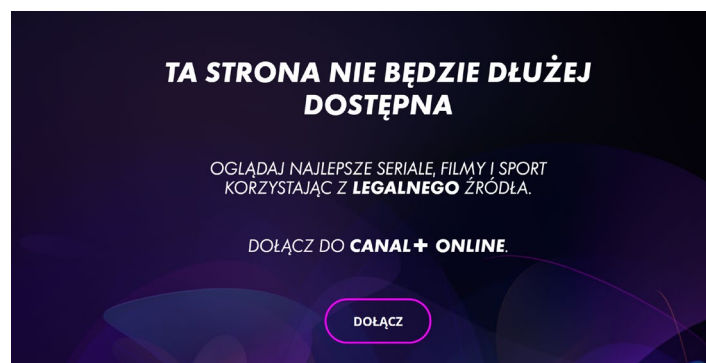 TA STRONA NIE BĘDZIE DŁUŻEJ
DOSTĘPNA
OGLĄDAJ NAJLEPSZE SERIALE, FILMY I SPORT
KORZYSTAJĄC Z LEGALNEGO ŹRÓDŁA.
DOŁĄCZ DO CANAL+ ONLINE.
DOŁĄCZ